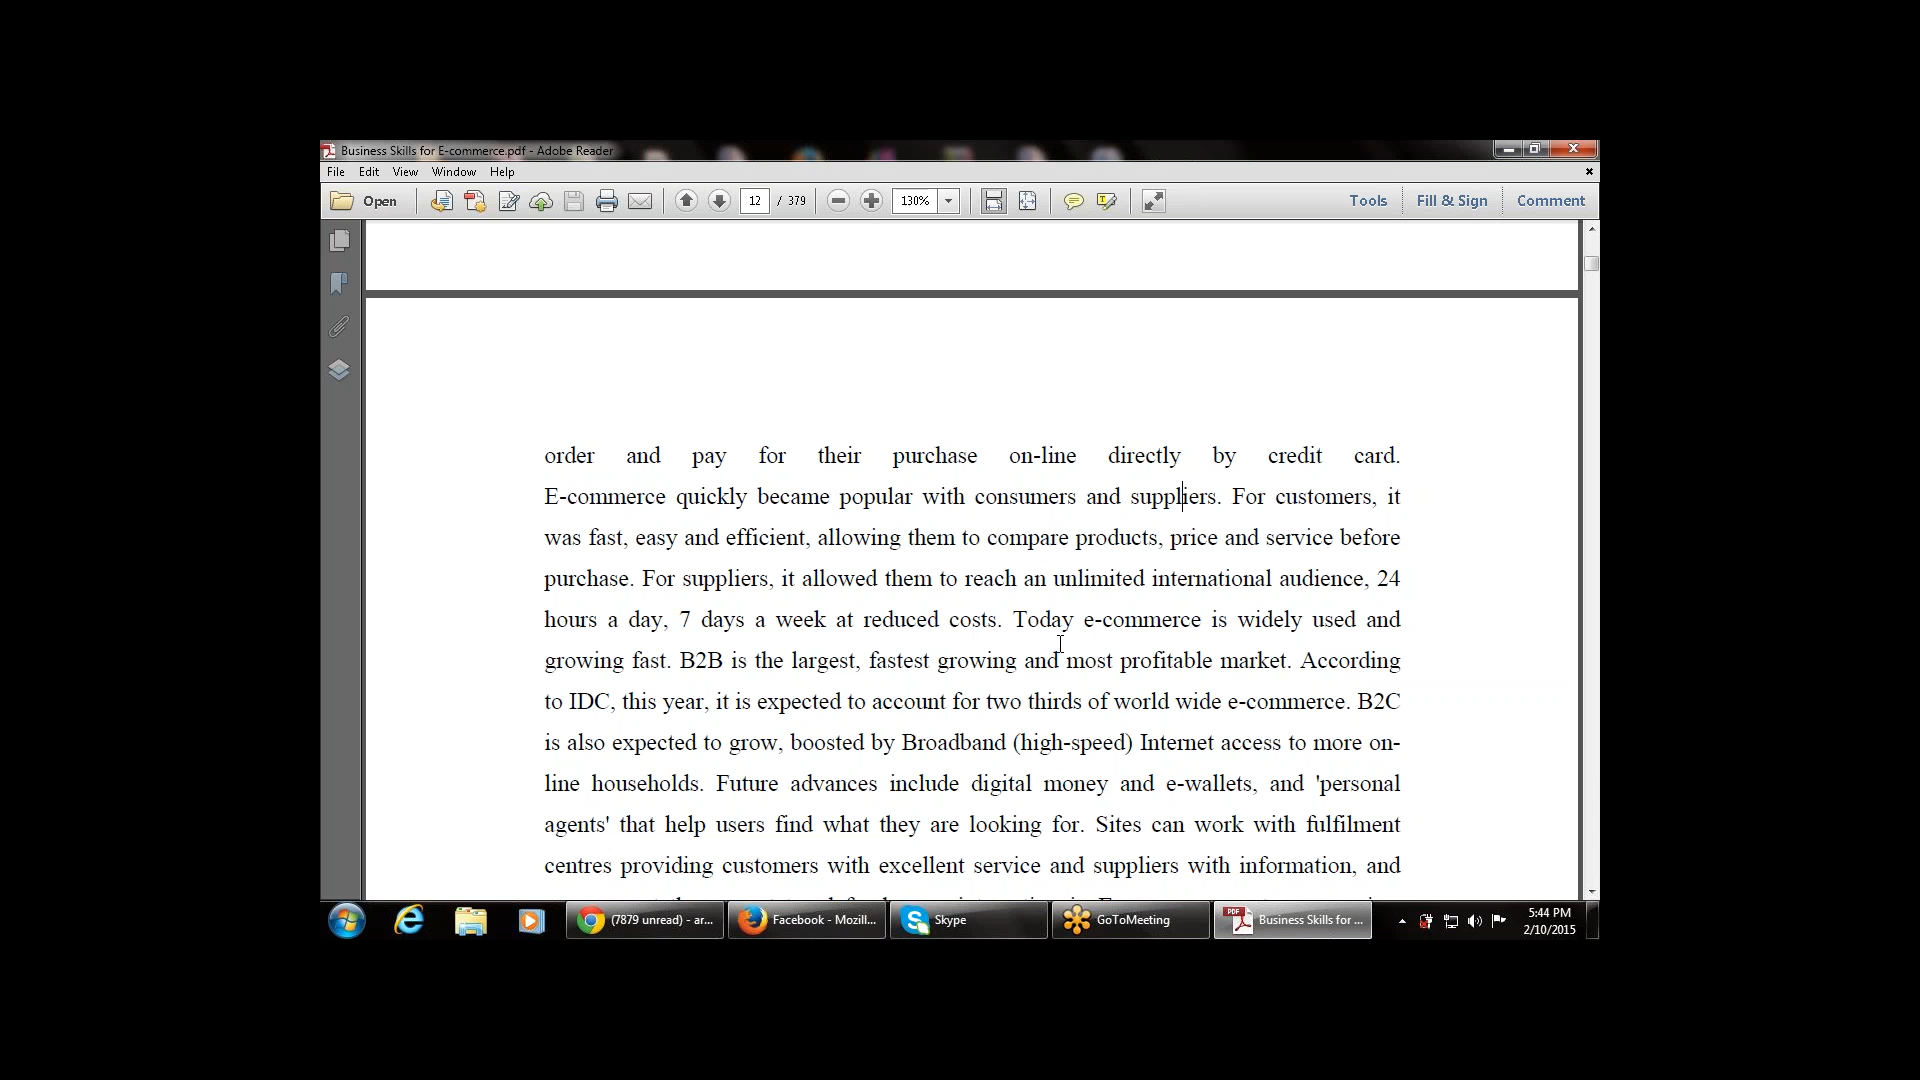 Business Skills for E-commerce.pdf - Adobe Reader
File Edit View Window Help
Open 12 / 379 130% Tools Fill & Sign Comment
order and pay for their purchase on-line directly by credit card.
E-commerce quickly became popular with consumers and suppliers. For customers, it
was fast, easy and efficient, allowing them to compare products, price and service before
purchase. For suppliers, it allowed them to reach an unlimited international audience, 24
hours a day, 7 days a week at reduced costs. Today e-commerce is widely used and
growing fast. B2B is the largest, fastest growing and most profitable market. According
to IDC, this year, it is expected to account for two thirds of world wide e-commerce. B2C
is also expected to grow, boosted by Broadband (high-speed) Internet access to more on-
line households. Future advances include digital money and e-wallets, and 'personal
agents' that help users find what they are looking for. Sites can work with fulfilment
centres providing customers with excellent service and suppliers with information, and
(7879 unread) - ar... Facebook - Mozill... Skype GoToMeeting PDF Business Skills for ... 5:44 PM
2/10/2015